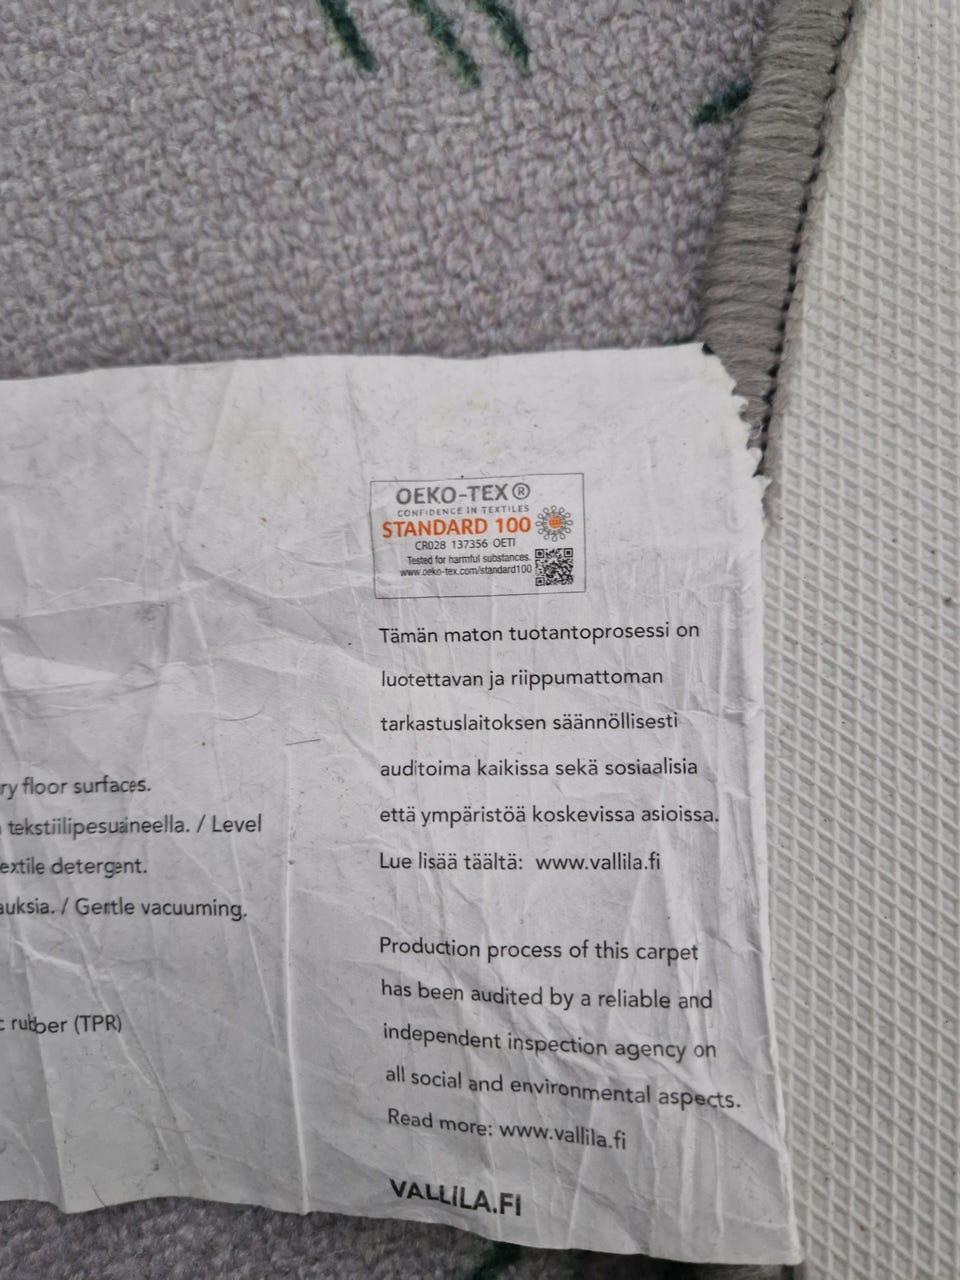 OEKO-TEX®
CONFIDENCE IN TEXTILES
STANDARD 100
CR028 137356 OETI
Tested for harmful substances.
www.oeko-tex.com/standard100
Tämän maton tuotantoprosessi on
luotettavan ja riippumattoman
tarkastuslaitoksen säännöllisesti
auditoima kaikissa sekä sosiaalisia
että ympäristöä koskevissa asioissa.
Lue lisää täältä: www.vallila.fi
Production process of this carpet
has been audited by a reliable and
independent inspection agency on
all social and environmental aspects.
Read more: www.vallila.fi
VALLILA.FI
ry floor surfaces.
tekstiilipesuaineella. / Level
extile detergent.
auksia. / Gentle vacuuming.
c rubber (TPR)